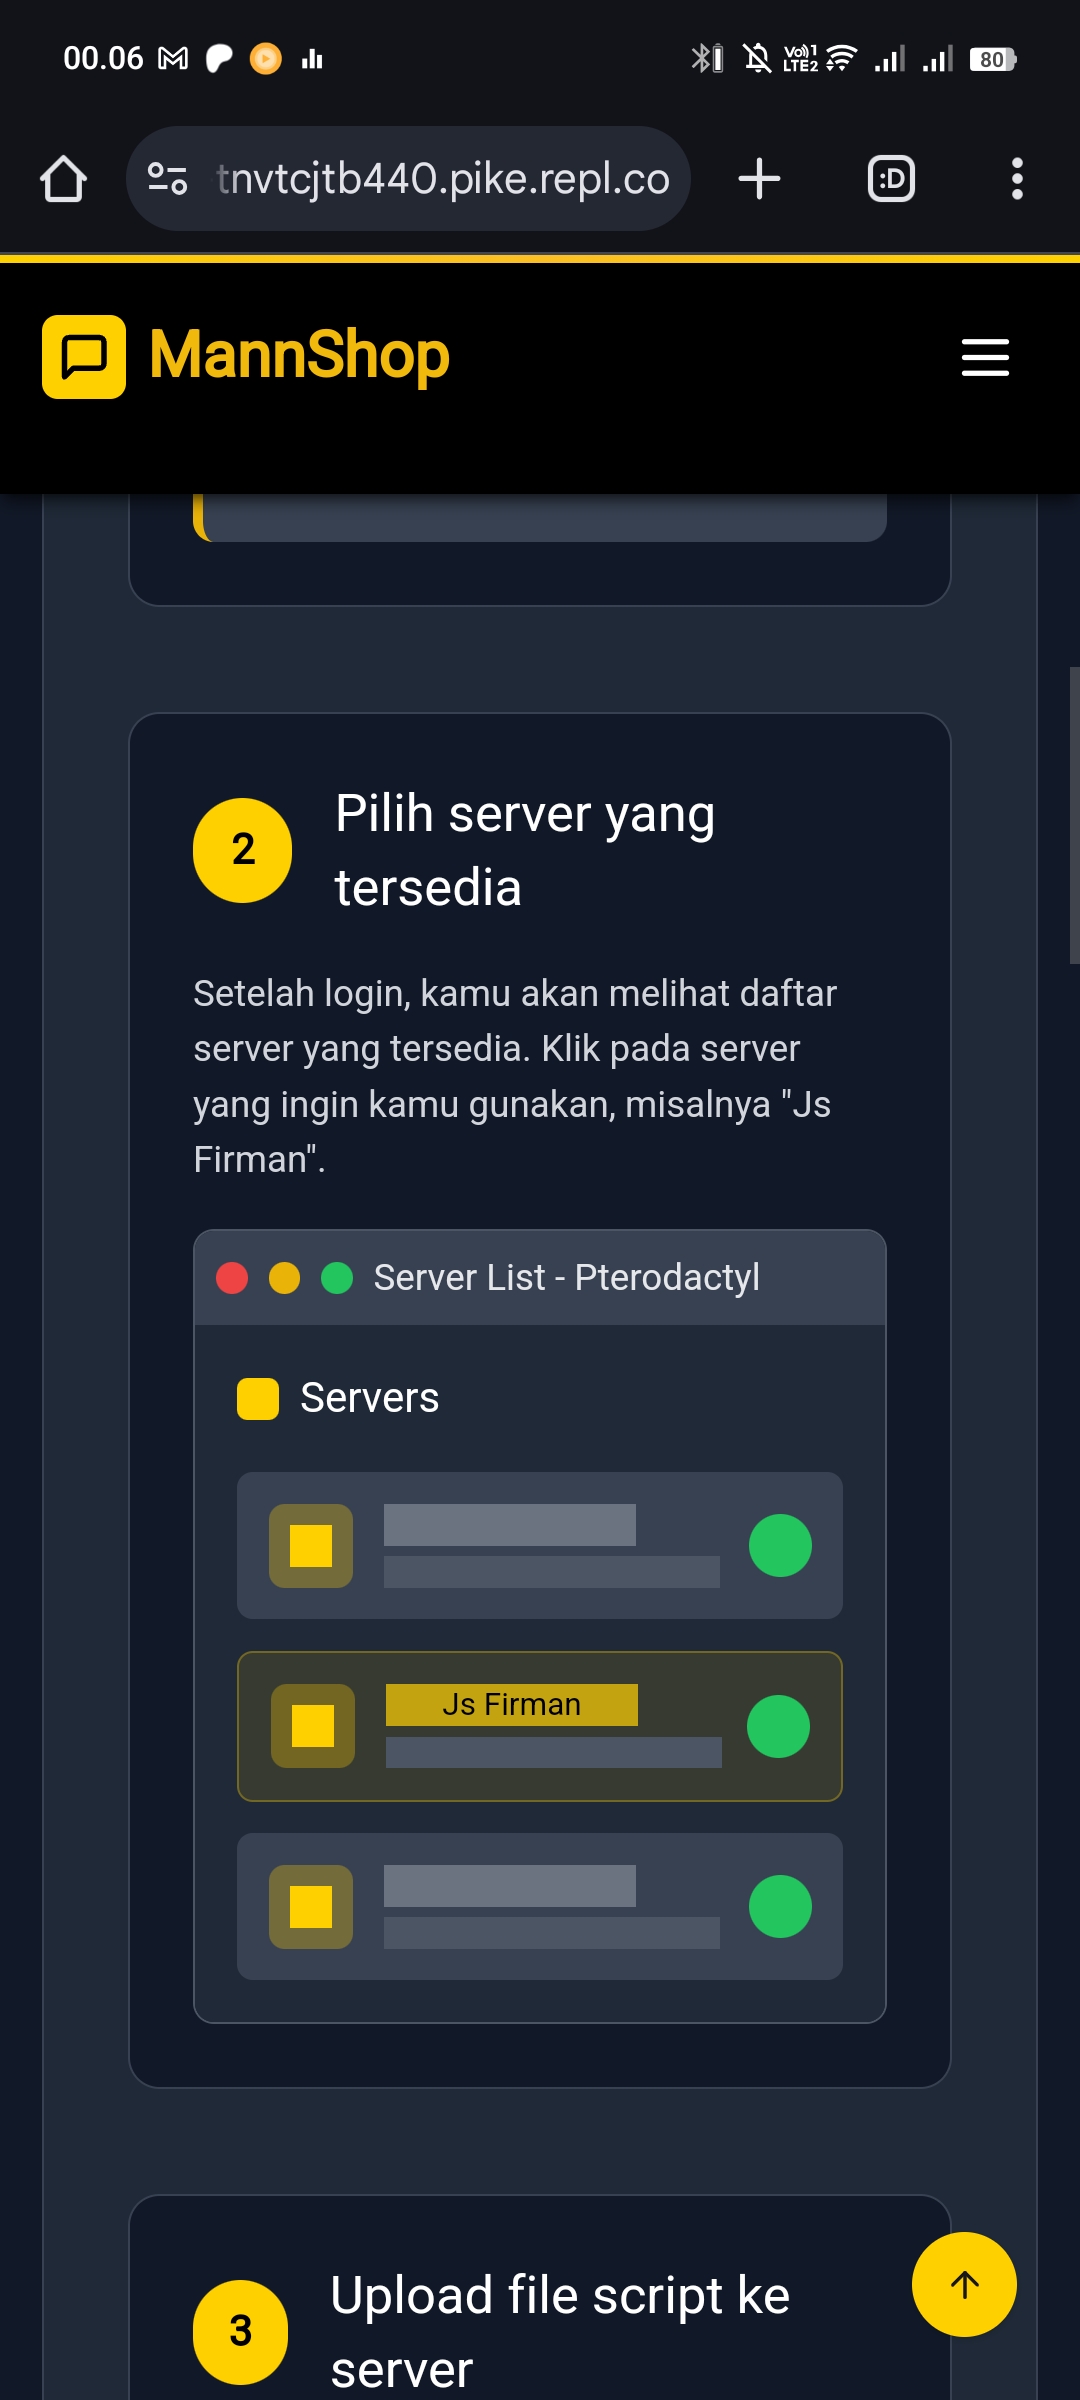 00.06
Vo))1
LTE2
80
tnvtcjtb440.pike.repl.co
:D
MannShop
2
Pilih server yang
tersedia
Setelah login, kamu akan melihat daftar
server yang tersedia. Klik pada server
yang ingin kamu gunakan, misalnya "Js
Firman".
Server List - Pterodactyl
Servers
Js Firman
3
Upload file script ke
server